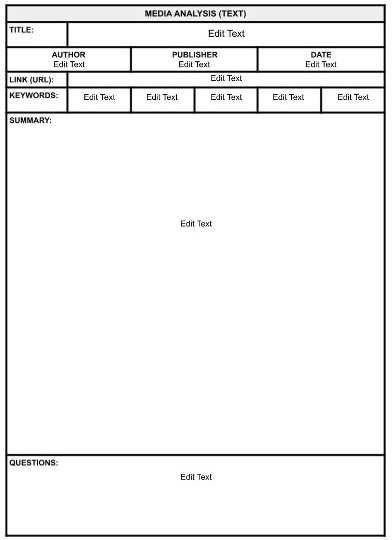 MEDIA ANALYSIS (TEXT)
TITLE: Edit Text
AUTHOR PUBLISHER DATE
Edit Text Edit Text Edit Text
LINK (URL): Edit Text
KEYWORDS: Edit Text Edit Text Edit Text Edit Text Edit Text
SUMMARY:
Edit Text
QUESTIONS:
Edit Text